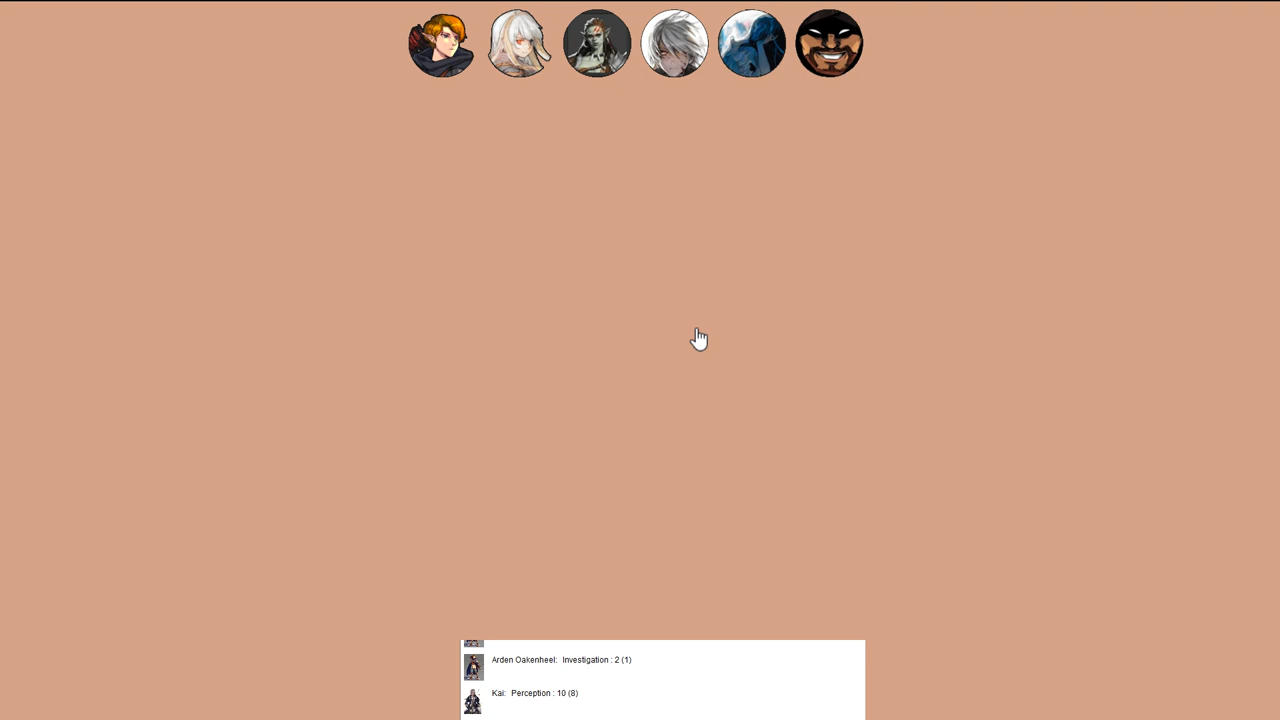 Arden Oakenheel: Investigation : 2 (1)
Kai: Perception : 10 (8)